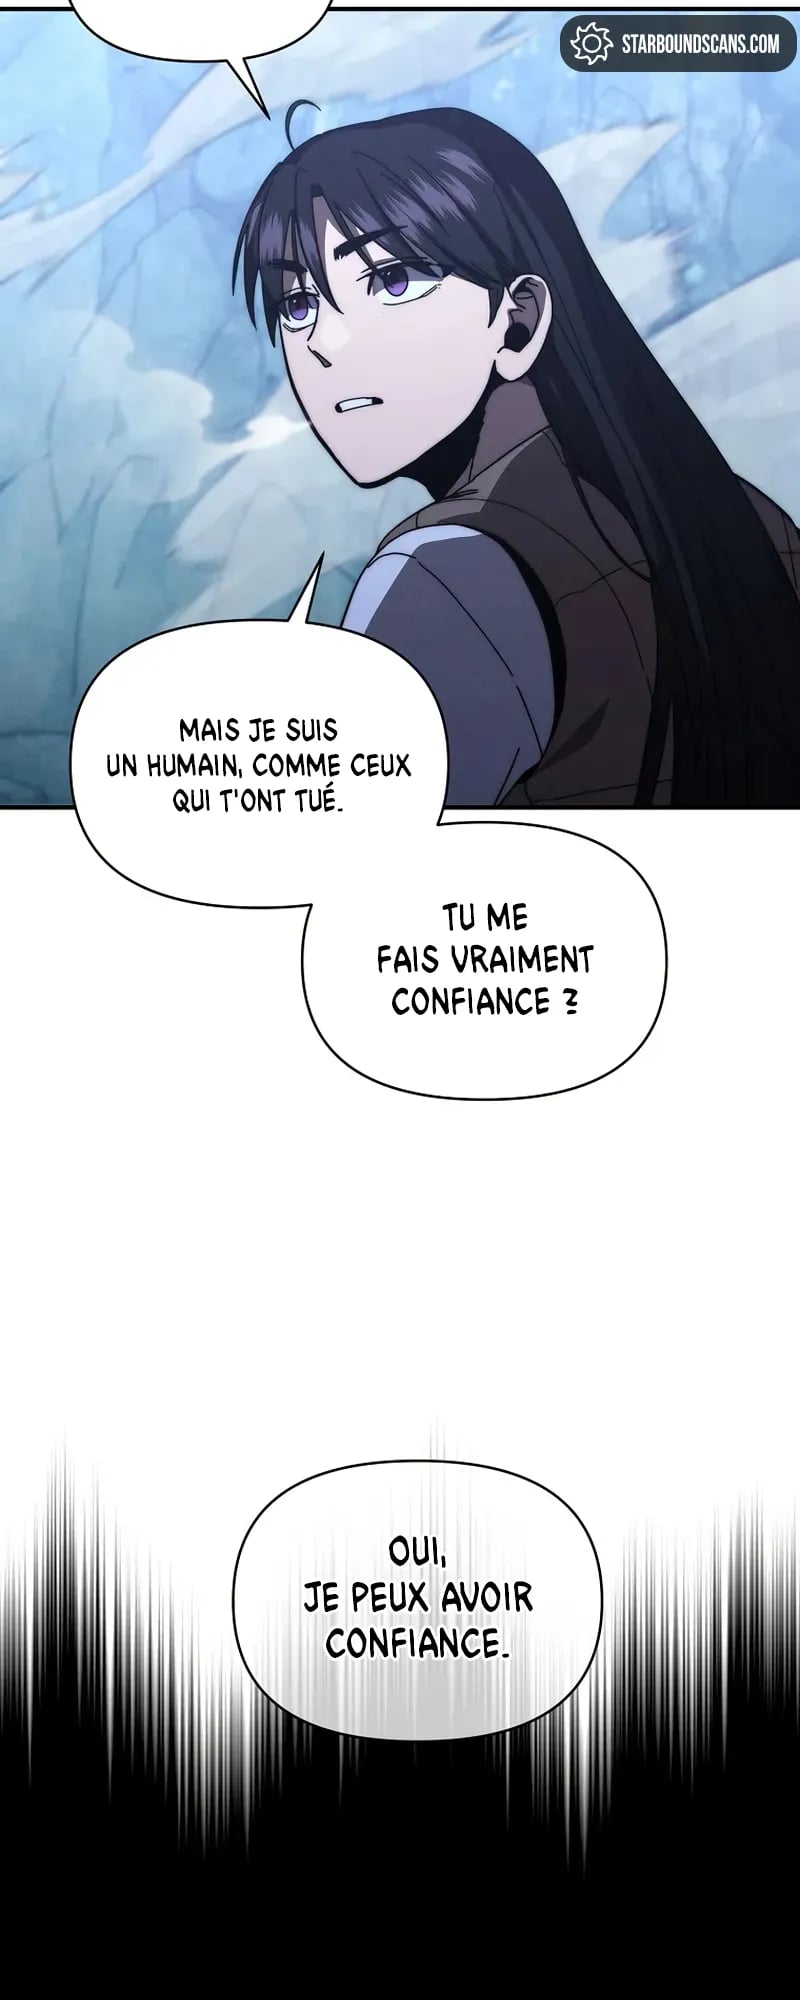 STARBOUNDSCANS.COM
MAIS JE SUIS
UN HUMAIN, COMME CEUX
QUI T'ONT TUÉ.
TU ME
FAIS VRAIMENT
CONFIANCE ?
OUI,
JE PEUX AVOIR
CONFIANCE.